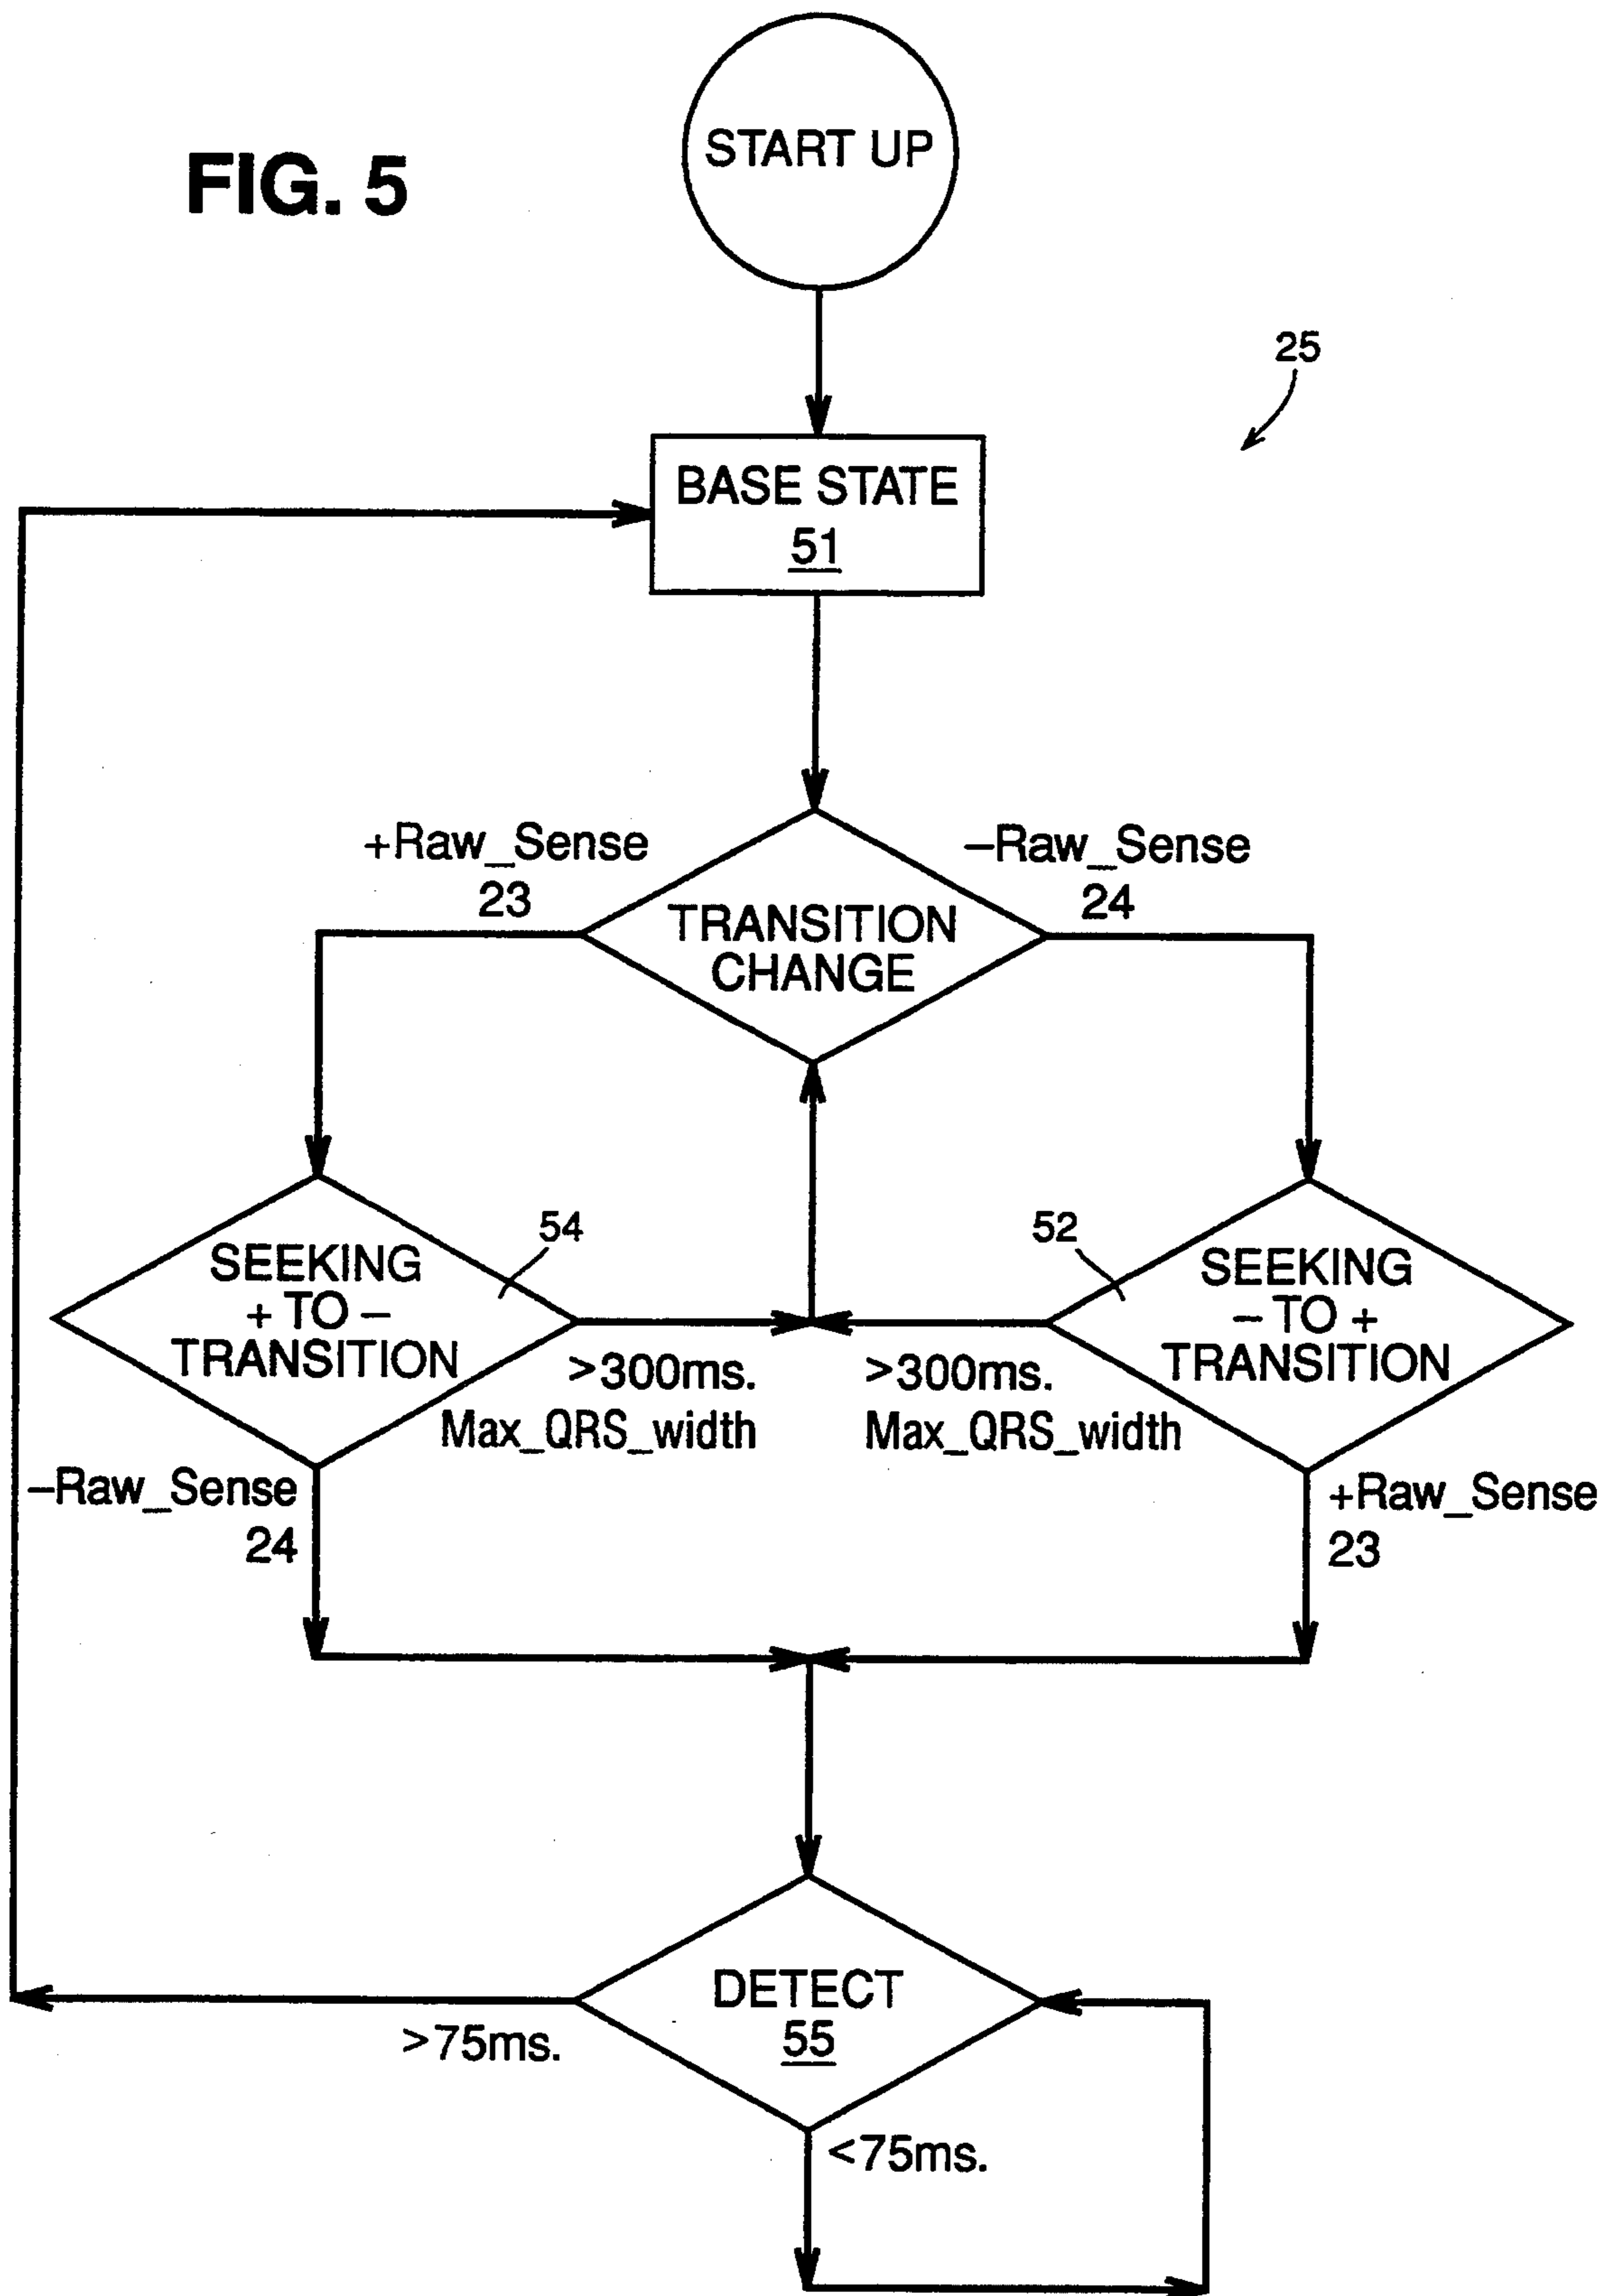 FIG. 5
START UP
25
BASE STATE
51
+Raw_Sense
23
–Raw_Sense
24
TRANSITION
CHANGE
54
52
SEEKING
+ TO –
TRANSITION
SEEKING
– TO +
TRANSITION
>300ms.
Max_QRS_width
>300ms.
Max_QRS_width
–Raw_Sense
24
+Raw_Sense
23
DETECT
55
>75ms.
<75ms.